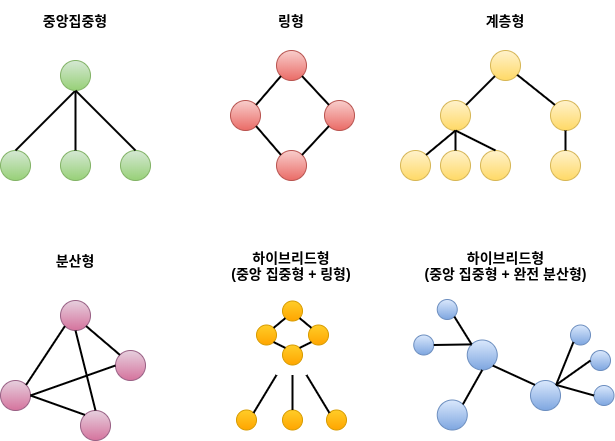 중앙집중형
링형
계층형
분산형
하이브리드형
(중앙 집중형 + 링형)
하이브리드형
(중앙 집중형 + 완전 분산형)